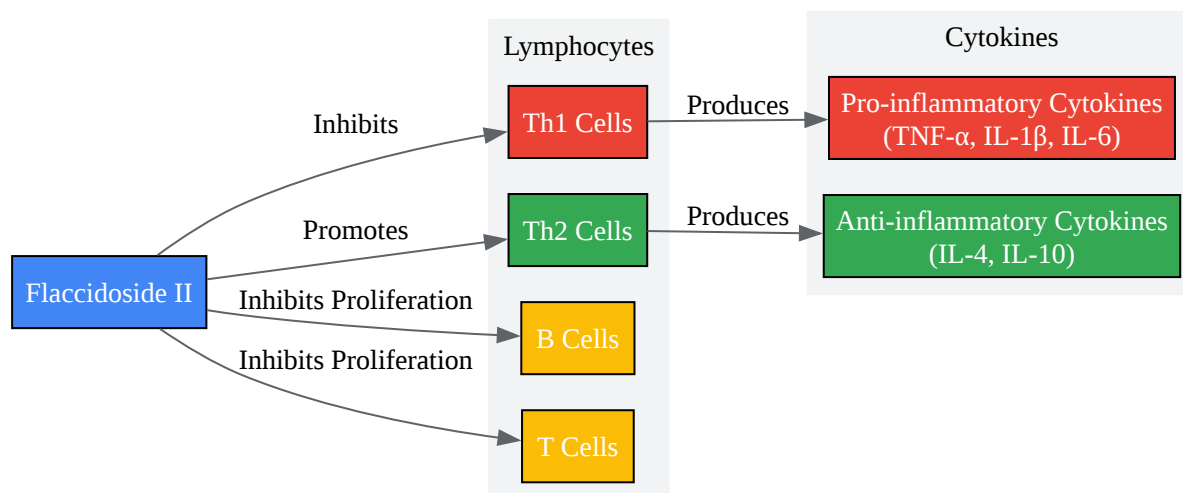 Lymphocytes
Cytokines
Inhibits
Th1 Cells
Produces
Pro-inflammatory Cytokines
(TNF-α, IL-1β, IL-6)
Promotes
Th2 Cells
Produces
Anti-inflammatory Cytokines
(IL-4, IL-10)
Flaccidoside II
Inhibits Proliferation
B Cells
Inhibits Proliferation
T Cells